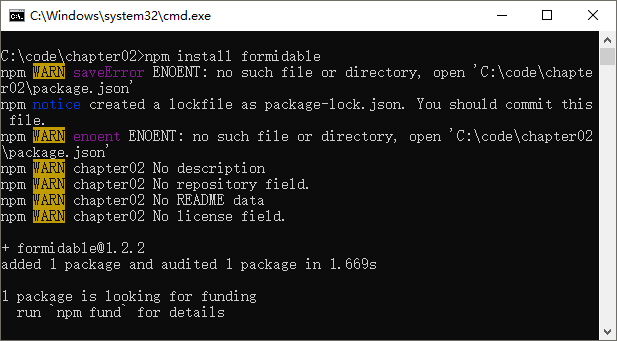 C:\Windows\system32\cmd.exe
C:\code\chapter02>npm install formidable
npm WARN saveError ENOENT: no such file or directory, open 'C:\code\chapte
r02\package.json'
npm notice created a lockfile as package-lock.json. You should commit this
 file.
npm WARN enoent ENOENT: no such file or directory, open 'C:\code\chapter02
\package.json'
npm WARN chapter02 No description
npm WARN chapter02 No repository field.
npm WARN chapter02 No README data
npm WARN chapter02 No license field.
+ formidable@1.2.2
added 1 package and audited 1 package in 1.669s
1 package is looking for funding
  run `npm fund` for details